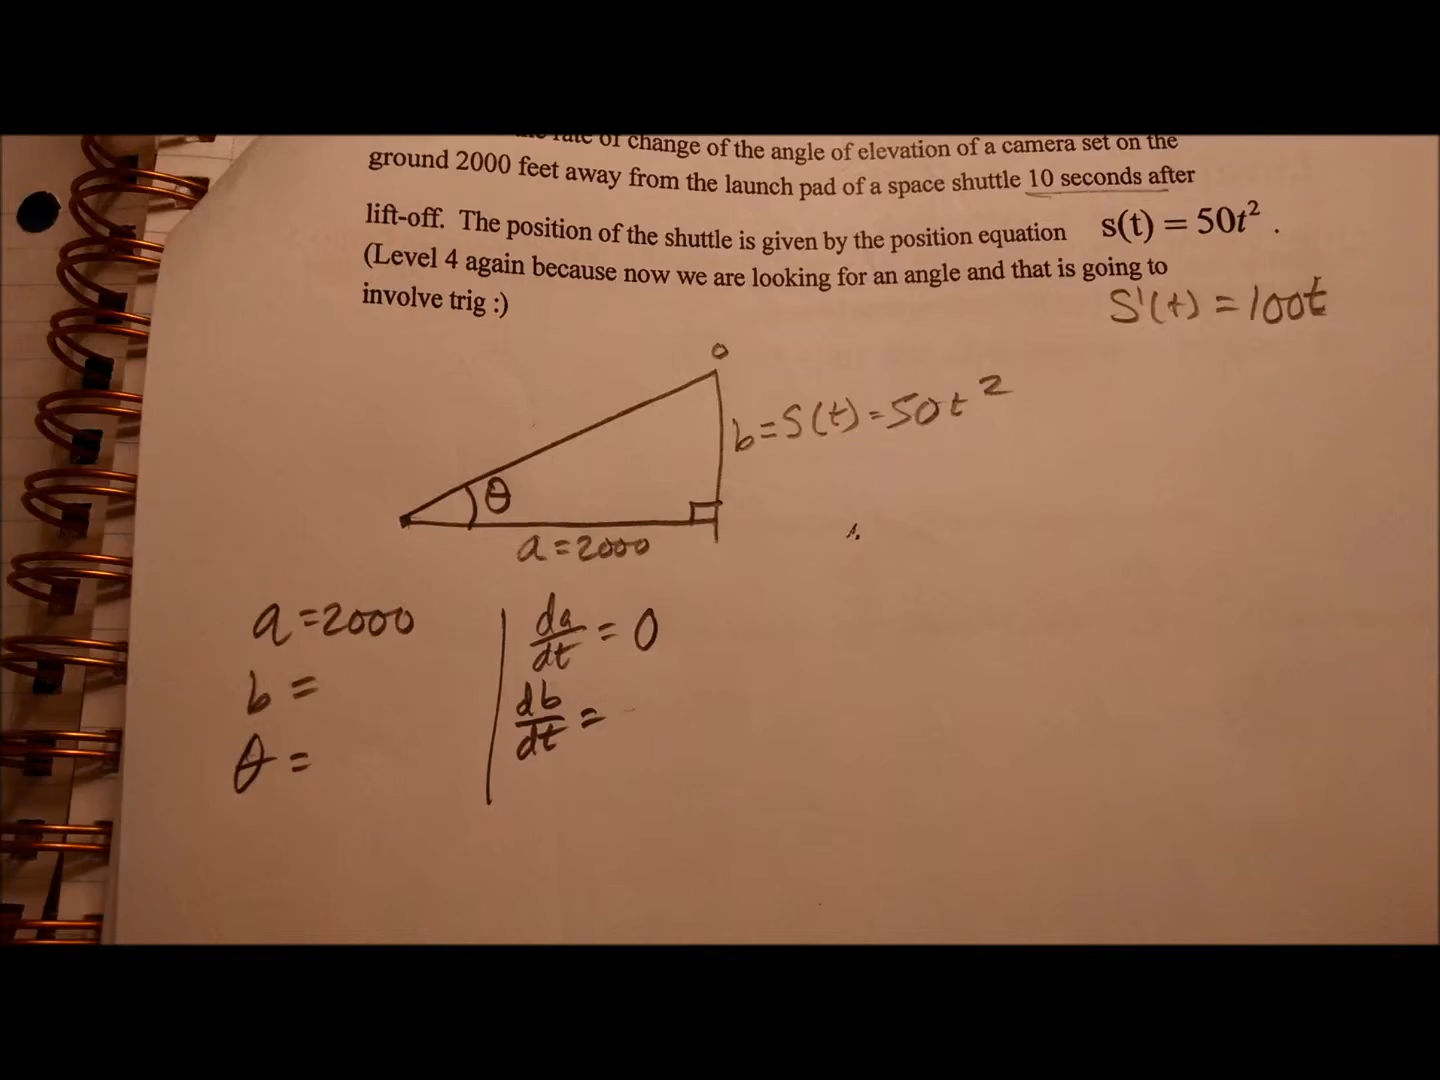 rate of change of the angle of elevation of a camera set on the
ground 2000 feet away from the launch pad of a space shuttle 10 seconds after
lift-off. The position of the shuttle is given by the position equation s(t) = 50t² .
(Level 4 again because now we are looking for an angle and that is going to
involve trig :)
S'(t) = 100t
b = S(t) = 50t²
θ
a = 2000
a = 2000
da/dt = 0
b =
db/dt =
θ =